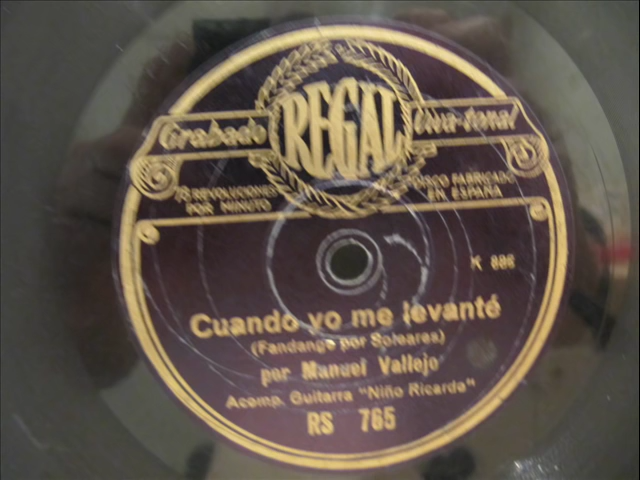 REGAL
Grabado Viva-tonal
78 REVOLUCIONES POR MINUTO
DISCO FABRICADO EN ESPAÑA
K 886
Cuando yo me levanté
(Fandango por Soleares)
por Manuel Vallejo
Acomp. Guitarra "Niño Ricardo"
RS 765